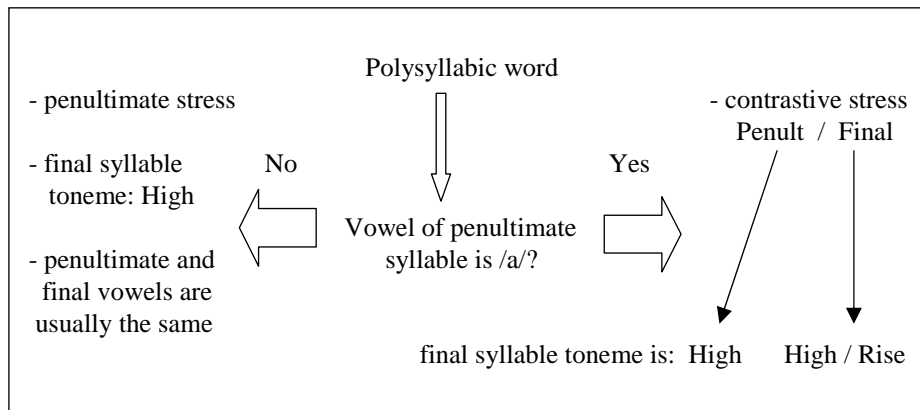 Polysyllabic word
- penultimate stress
- final syllable
toneme: High
- penultimate and
final vowels are
usually the same
No
Vowel of penultimate
syllable is /a/?
Yes
- contrastive stress
Penult / Final
final syllable toneme is: High High / Rise